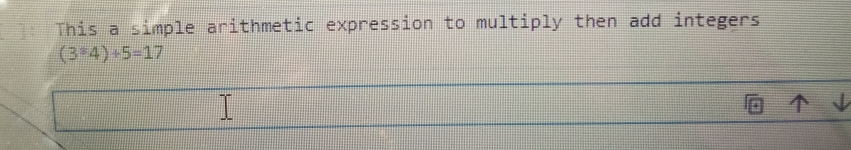 This a simple arithmetic expression to multiply then add integers
(3*4)+5=17